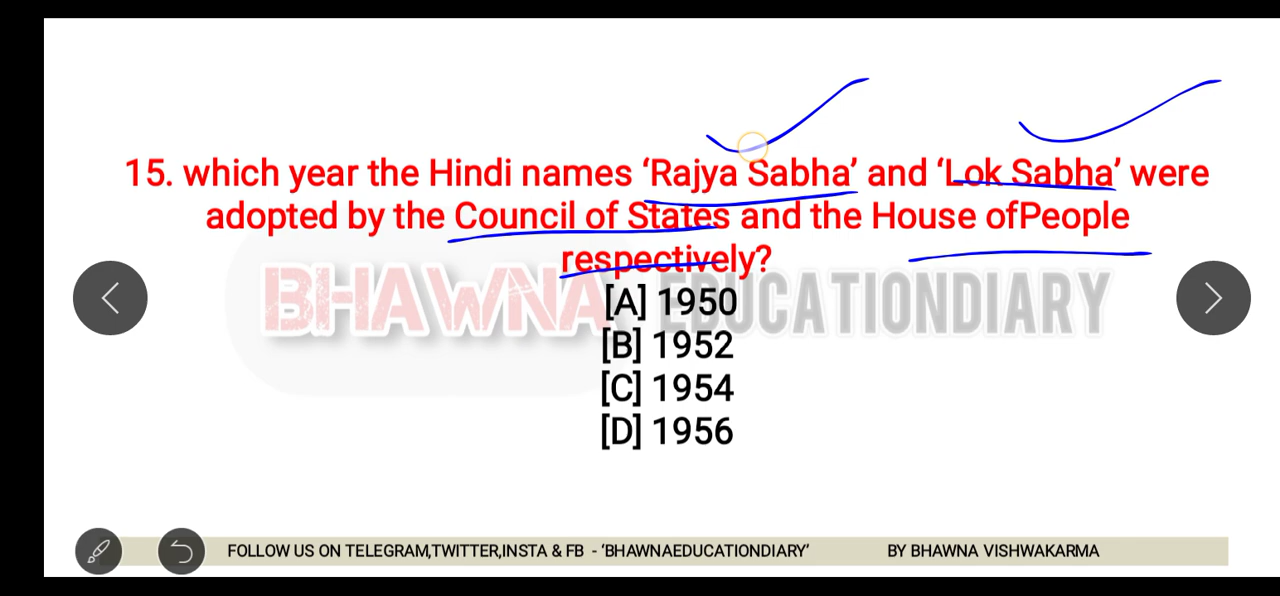 15. which year the Hindi names ‘Rajya Sabha’ and ‘Lok Sabha’ were
adopted by the Council of States and the House ofPeople
respectively?
BHAWNA EDUCATIONDIARY
[A] 1950
[B] 1952
[C] 1954
[D] 1956
FOLLOW US ON TELEGRAM,TWITTER,INSTA & FB - ‘BHAWNAEDUCATIONDIARY’ BY BHAWNA VISHWAKARMA